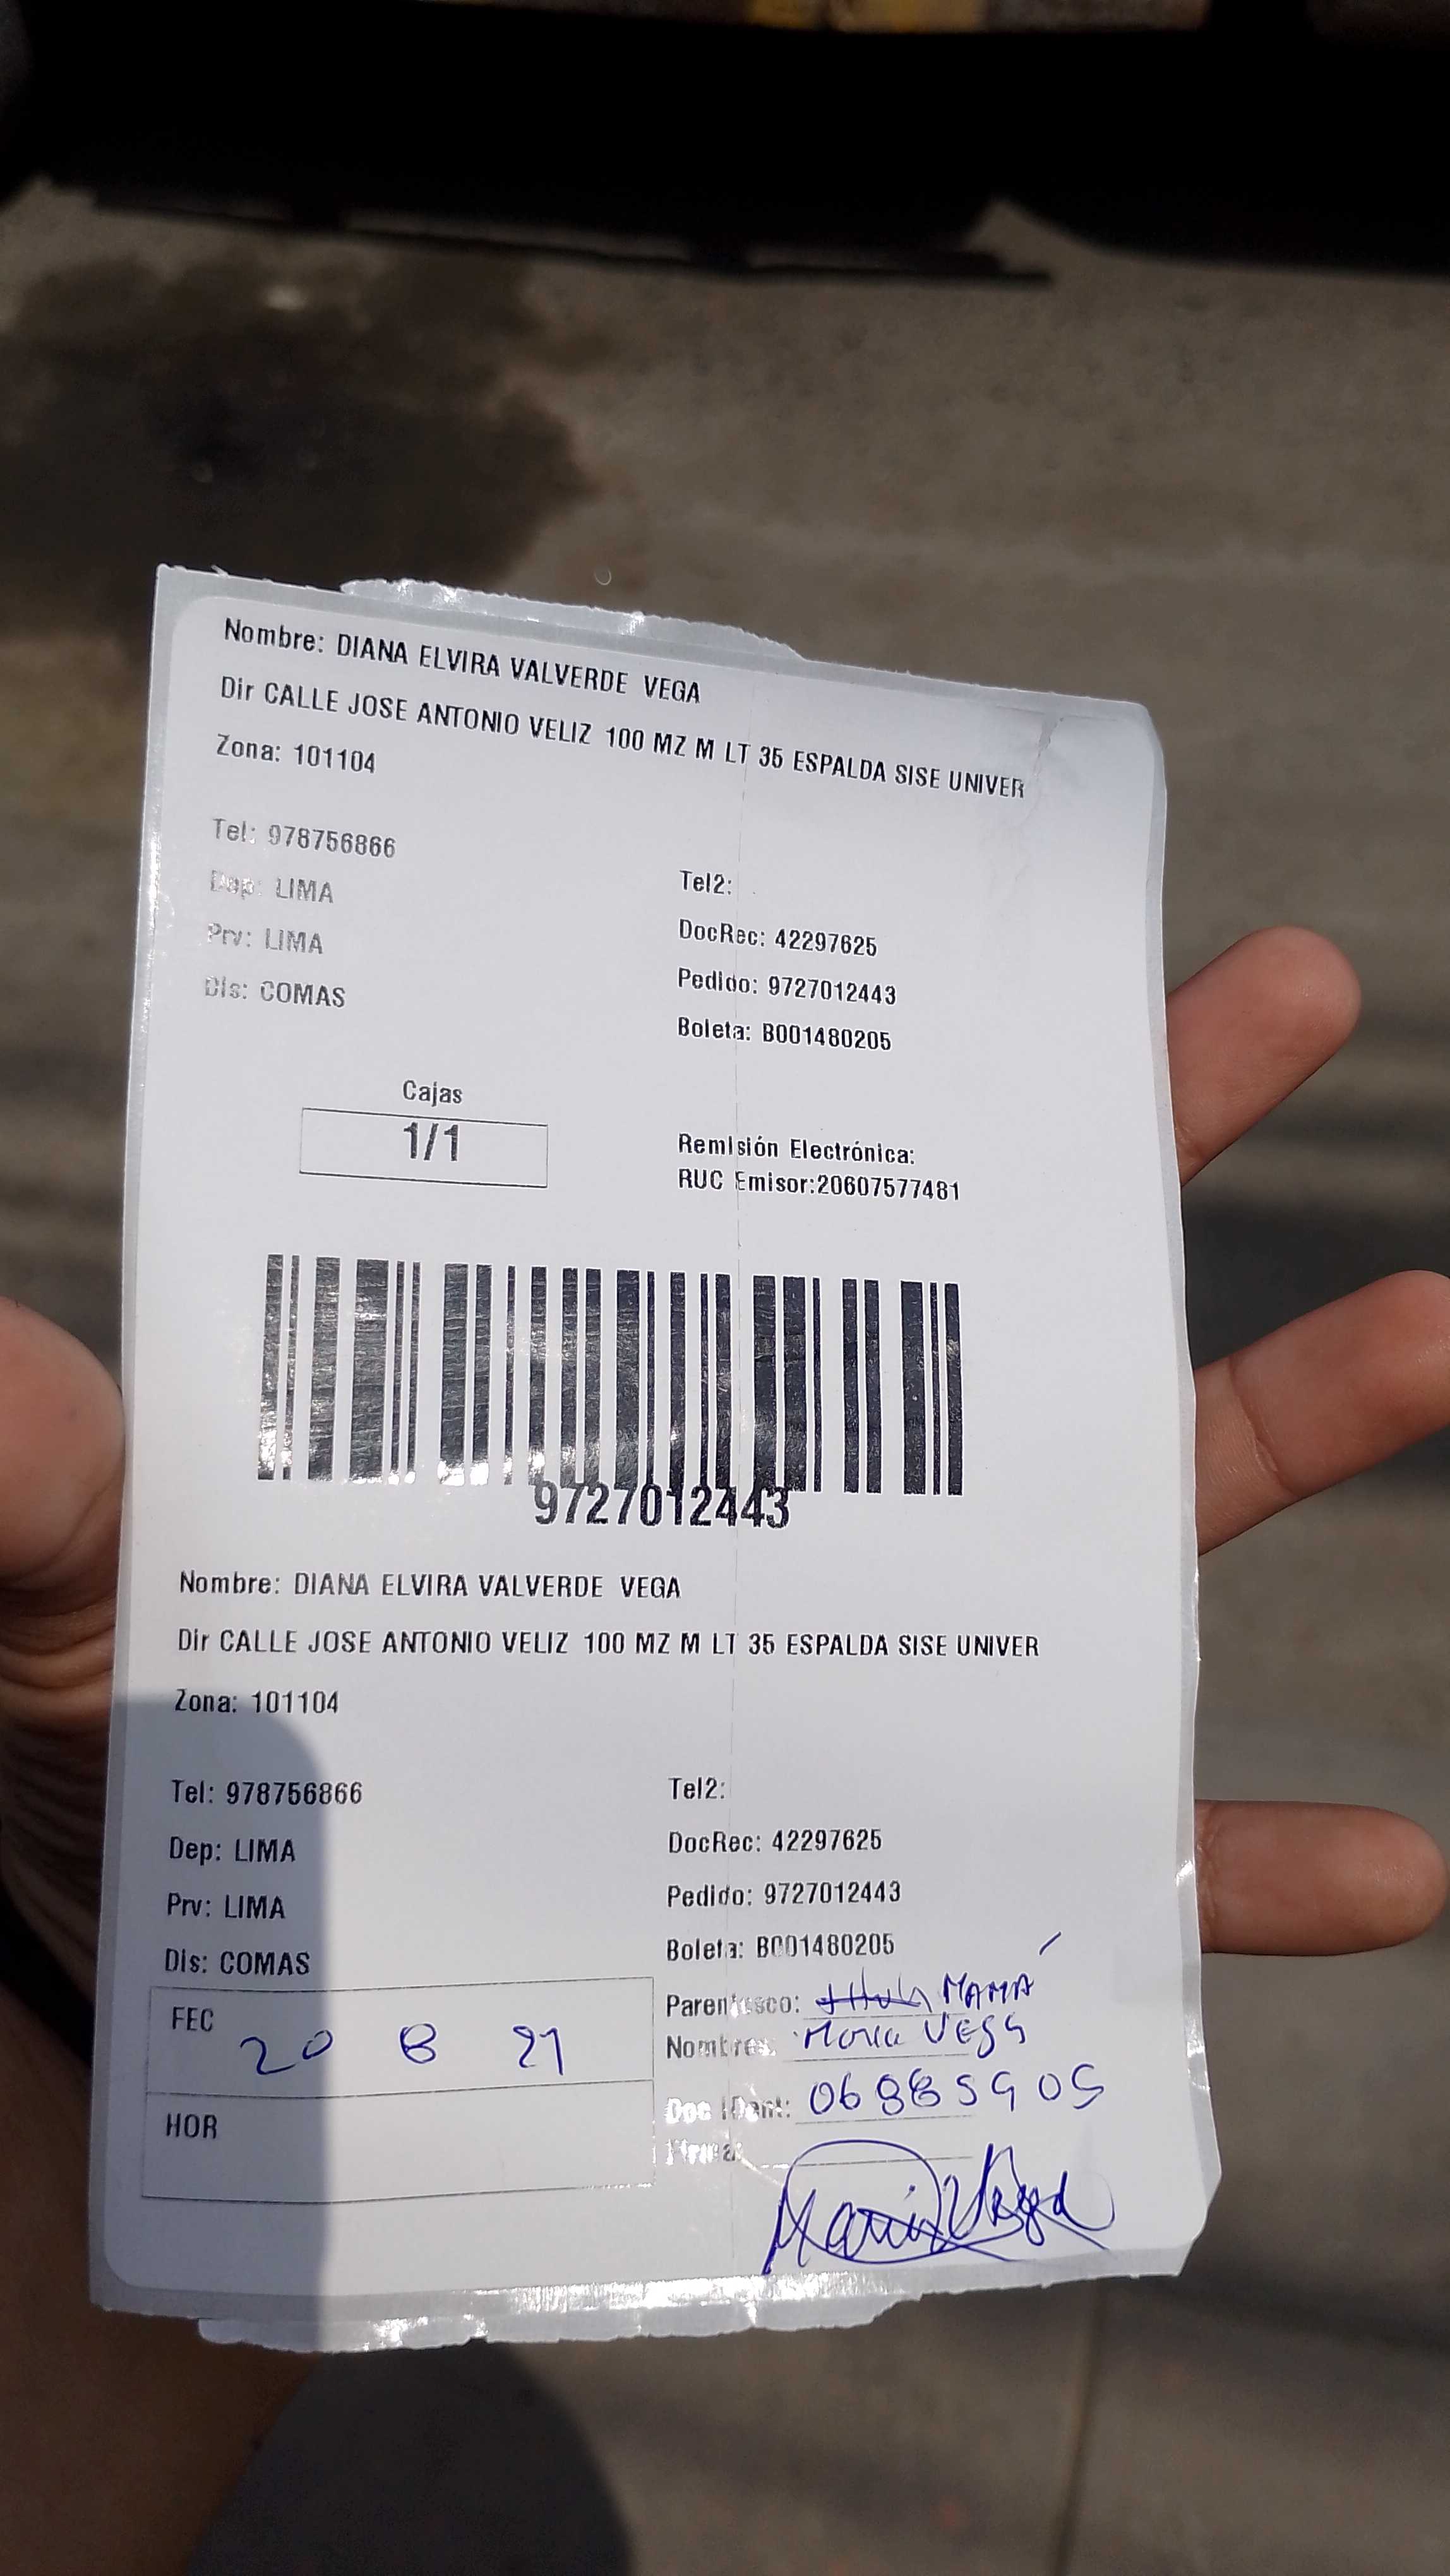 Nombre: DIANA ELVIRA VALVERDE VEGA
Dir CALLE JOSE ANTONIO VELIZ 100 MZ M LT 35 ESPALDA SISE UNIVER
Zona: 101104
Tel: 978756866
Tel2:
Dep: LIMA
DocRec: 42297625
Prv: LIMA
Pedido: 9727012443
Dis: COMAS
Boleta: B001480205
Cajas
1/1
Remisión Electrónica:
RUC Emisor:20607577481
9727012443
Nombre: DIANA ELVIRA VALVERDE VEGA
Dir CALLE JOSE ANTONIO VELIZ 100 MZ M LT 35 ESPALDA SISE UNIVER
Zona: 101104
Tel: 978756866
Tel2:
Dep: LIMA
DocRec: 42297625
Prv: LIMA
Pedido: 9727012443
Dis: COMAS
Boleta: B001480205
Parentesco: MAMÁ
FEC 20 8 21
Nombres: Maria VEGA
Doc Ident: 06885905
HOR
Firma: Maria Vega